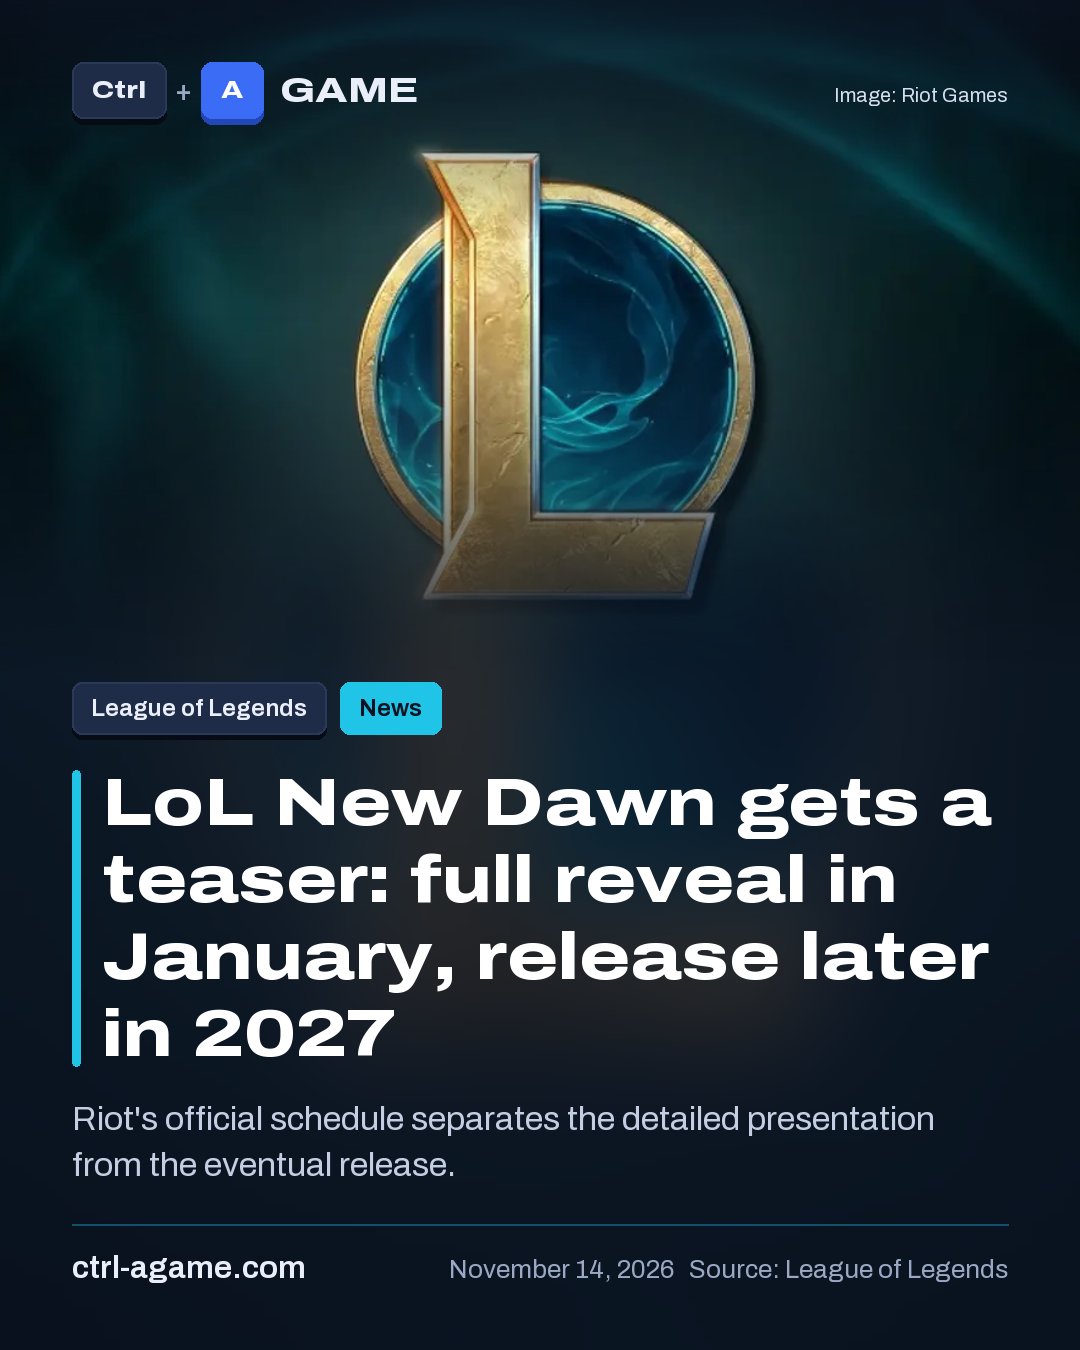 Ctrl + A GAME
Image: Riot Games
L
League of Legends
News
LoL New Dawn gets a
teaser: full reveal in
January, release later
in 2027
Riot's official schedule separates the detailed presentation
from the eventual release.
ctrl-agame.com
November 14, 2026 Source: League of Legends